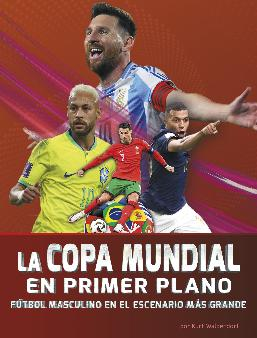 LA COPA MUNDIAL
EN PRIMER PLANO
FÚTBOL MASCULINO EN EL ESCENARIO MÁS GRANDE
por Kurt Waldendorf